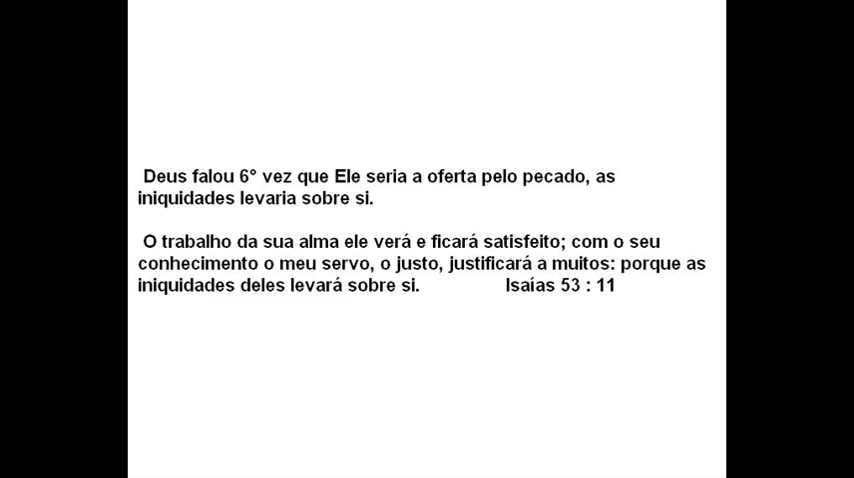 Deus falou 6° vez que Ele seria a oferta pelo pecado, as
iniquidades levaria sobre si.
O trabalho da sua alma ele verá e ficará satisfeito; com o seu
conhecimento o meu servo, o justo, justificará a muitos: porque as
iniquidades deles levará sobre si. Isaías 53 : 11